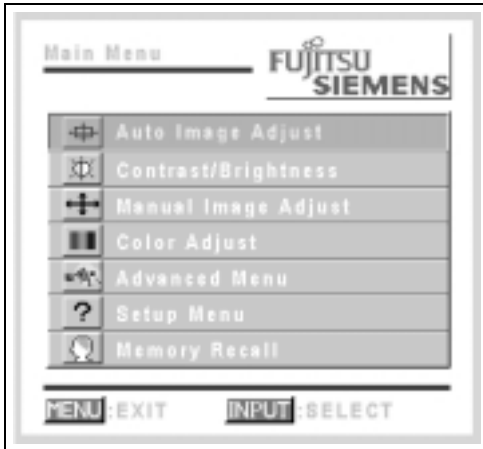 Main Menu
FUJITSU
SIEMENS
Auto Image Adjust
Contrast/Brightness
Manual Image Adjust
Color Adjust
Advanced Menu
? Setup Menu
Memory Recall
MENU:EXIT INPUT:SELECT